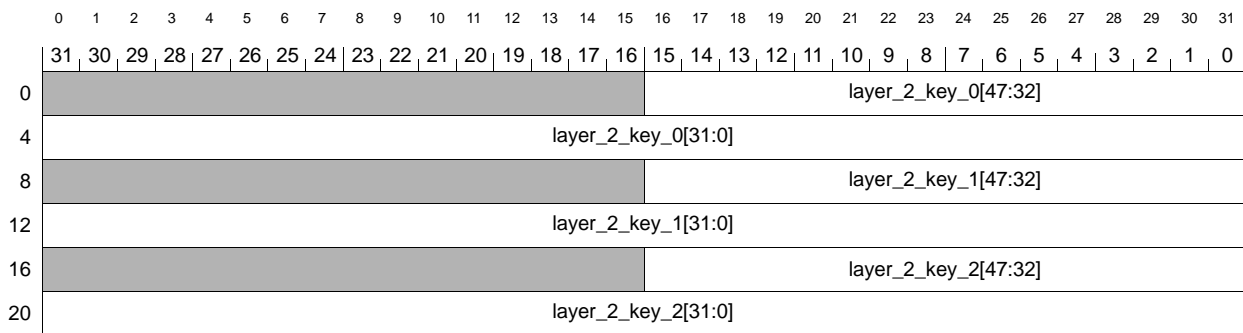 0 1 2 3 4 5 6 7 8 9 10 11 12 13 14 15 16 17 18 19 20 21 22 23 24 25 26 27 28 29 30 31
31 30 29 28 27 26 25 24 23 22 21 20 19 18 17 16 15 14 13 12 11 10 9 8 7 6 5 4 3 2 1 0
0 layer_2_key_0[47:32]
4 layer_2_key_0[31:0]
8 layer_2_key_1[47:32]
12 layer_2_key_1[31:0]
16 layer_2_key_2[47:32]
20 layer_2_key_2[31:0]